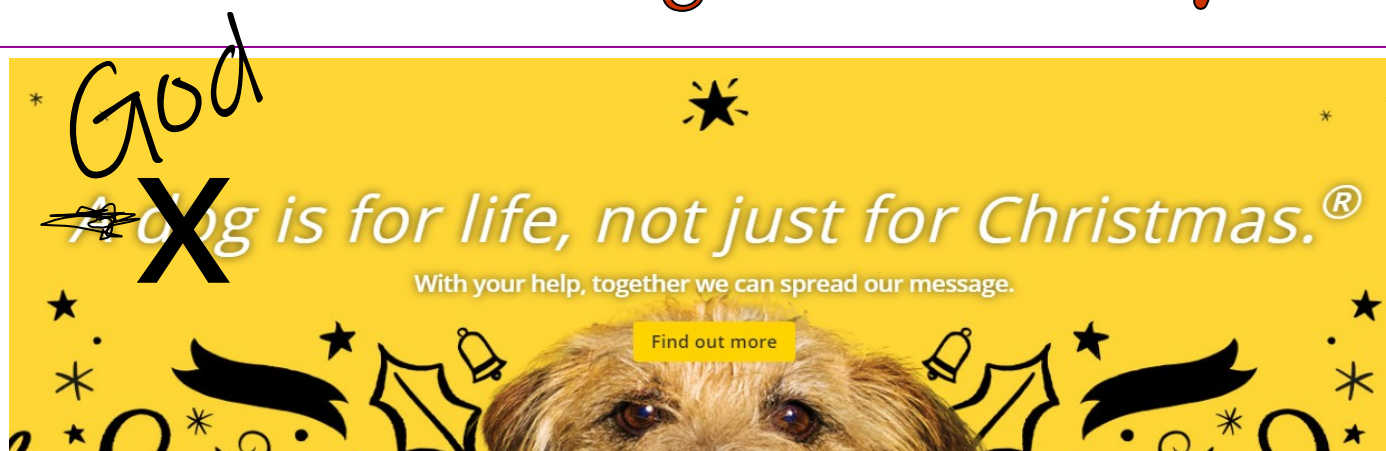 God
A dog is for life, not just for Christmas.®
With your help, together we can spread our message.
Find out more